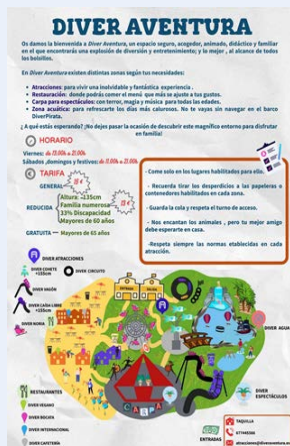 DIVER AVENTURA
Os damos la bienvenida a Diver Aventura, un espacio seguro, acogedor, animado, didáctico y familiar
en el que encontrarás una explosión de diversión y entretenimiento; y lo mejor , al alcance de todos
los bolsillos.
En Diver Aventura existen distintas zonas según tus necesidades:
Atracciones: para vivir una inolvidable y fantástica experiencia .
Restauración: donde podrás comer el menú que más se ajuste a tus gustos.
Carpa para espectáculos: con terror, magia y música para todas las edades.
Zona acuática: para refrescarte los días más calurosos. No te vayas sin navegar en el barco
DiverPirata.
¿ A qué estás esperando? ¡No dejes pasar la ocasión de descubrir este magnífico entorno para disfrutar
en familia!
HORARIO
Viernes: de
Sábados ,domingos y festivos:
TARIFA
GENERAL
REDUCIDA
Altura: -135cm
Familia numerosa
33% Discapacidad
Mayores de 60 años
GRATUITA — Mayores de 65 años
- Come solo en los lugares habilitados para ello.
- Recuerda tirar los desperdicios a las papeleras o
contenedores habilitados en cada zona.
- Guarda la cola y respeta el turno de acceso.
- Nos encantan los animales , pero tu mejor amigo
debe esperarte en casa.
-Respeta siempre las normas establecidas en cada
atracción.
DIVER ATRACCIONES
DIVER COHETE
+135cm
DIVER CIRCUITO
DIVER SALÓN
DIVER CAÍDA LIBRE
+135cm
DIVER NORIA
DIVER AGUA
CARPA
RESTAURANTES
DIVER VEGANO
DIVER BOCATA
DIVER INTERNACIONAL
DIVER CAFETERÍA
DIVER
ESPECTÁCULOS
ENTRADAS
TAQUILLA